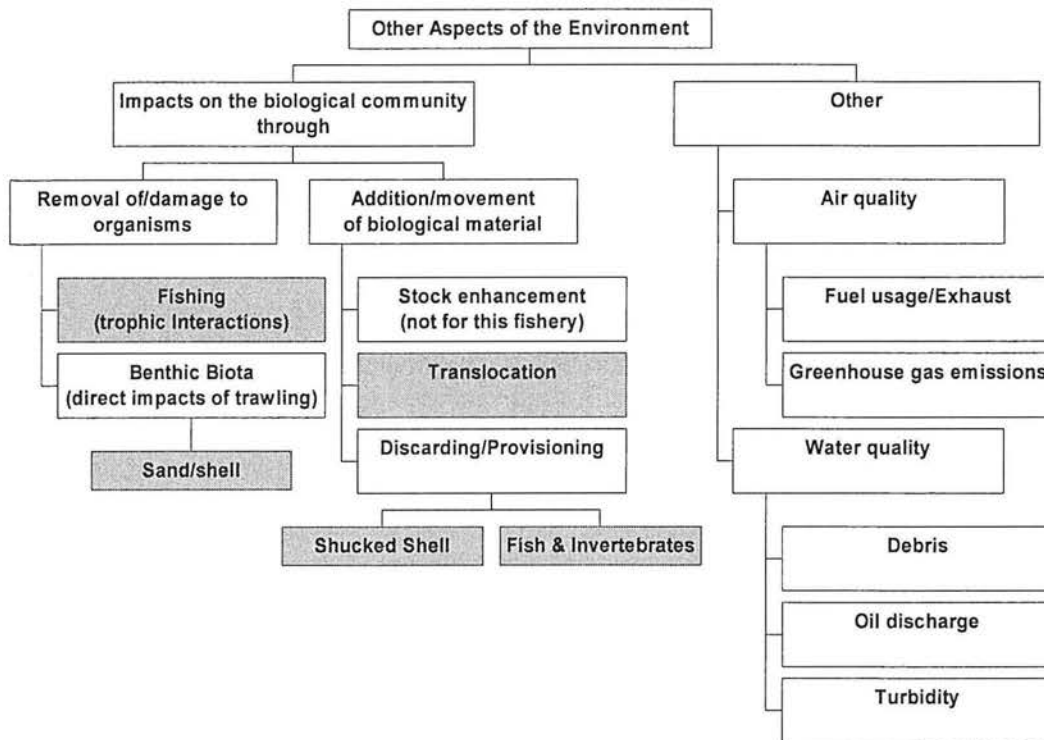 Other Aspects of the Environment
Impacts on the biological community
through
Other
Removal of/damage to
organisms
Addition/movement
of biological material
Air quality
Fishing
(trophic Interactions)
Stock enhancement
(not for this fishery)
Fuel usage/Exhaust
Benthic Biota
(direct impacts of trawling)
Translocation
Greenhouse gas emissions
Sand/shell
Discarding/Provisioning
Water quality
Shucked Shell
Fish & Invertebrates
Debris
Oil discharge
Turbidity